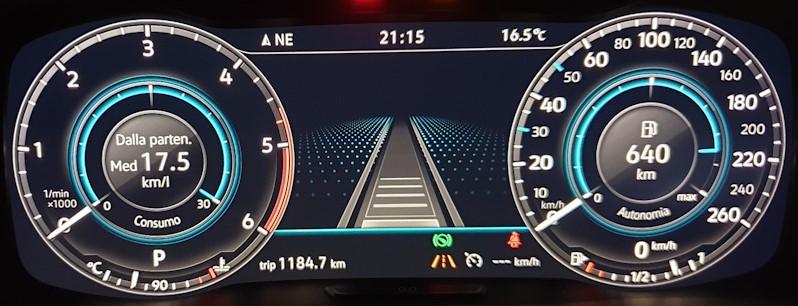 NE 21:15 16.5°C
0 1 2 3 4 5 6
1/min
x1000
Dalla parten.
Med 17.5
km/l
0 30
Consumo
P
°C 90
trip 1184.7 km
--- km/h
0 10 20 30 40 50 60 80 100 120 140 160 180 200 220 240 260
km/h
640
km
0 max
Autonomia
0 km/h
1/2 1